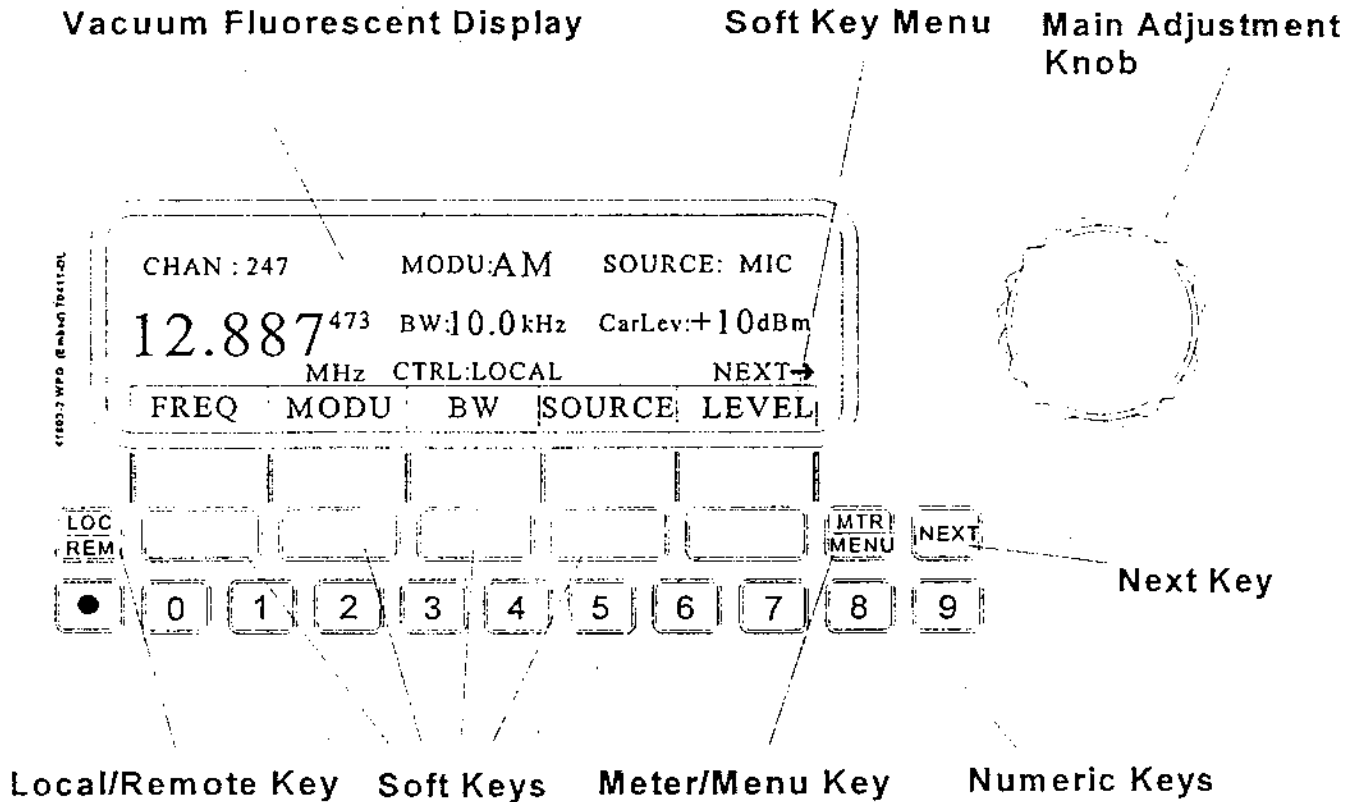 Vacuum Fluorescent Display
Soft Key Menu
Main Adjustment
Knob
CHAN : 247 MODU:AM SOURCE: MIC
12.887473 BW:10.0kHz CarLev:+10dBm
MHz CTRL:LOCAL NEXT→
FREQ MODU BW SOURCE LEVEL
LOC
REM
MTR
MENU
NEXT
Next Key
● 0 1 2 3 4 5 6 7 8 9
Local/Remote Key Soft Keys Meter/Menu Key Numeric Keys